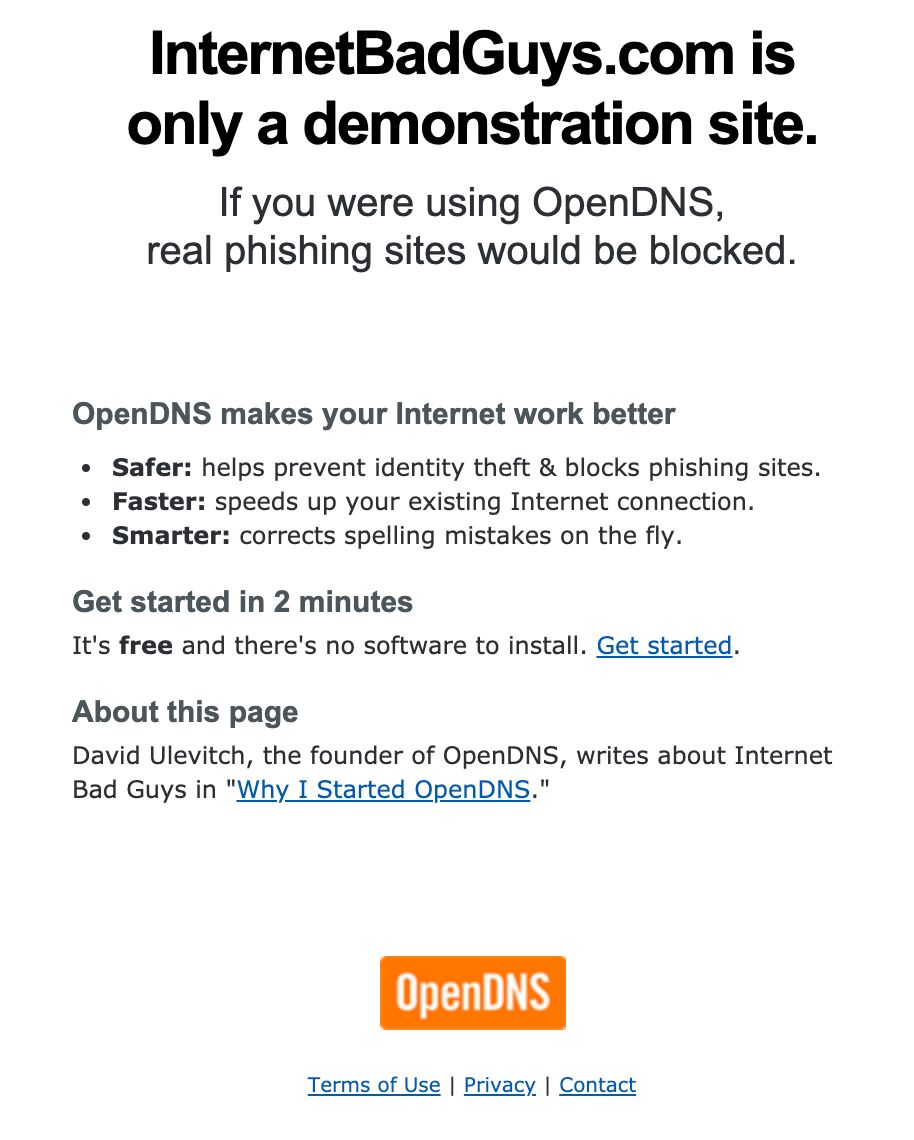 InternetBadGuys.com is
only a demonstration site.
If you were using OpenDNS,
real phishing sites would be blocked.
OpenDNS makes your Internet work better
• Safer: helps prevent identity theft & blocks phishing sites.
• Faster: speeds up your existing Internet connection.
• Smarter: corrects spelling mistakes on the fly.
Get started in 2 minutes
It's free and there's no software to install. Get started.
About this page
David Ulevitch, the founder of OpenDNS, writes about Internet
Bad Guys in "Why I Started OpenDNS."
OpenDNS
Terms of Use | Privacy | Contact